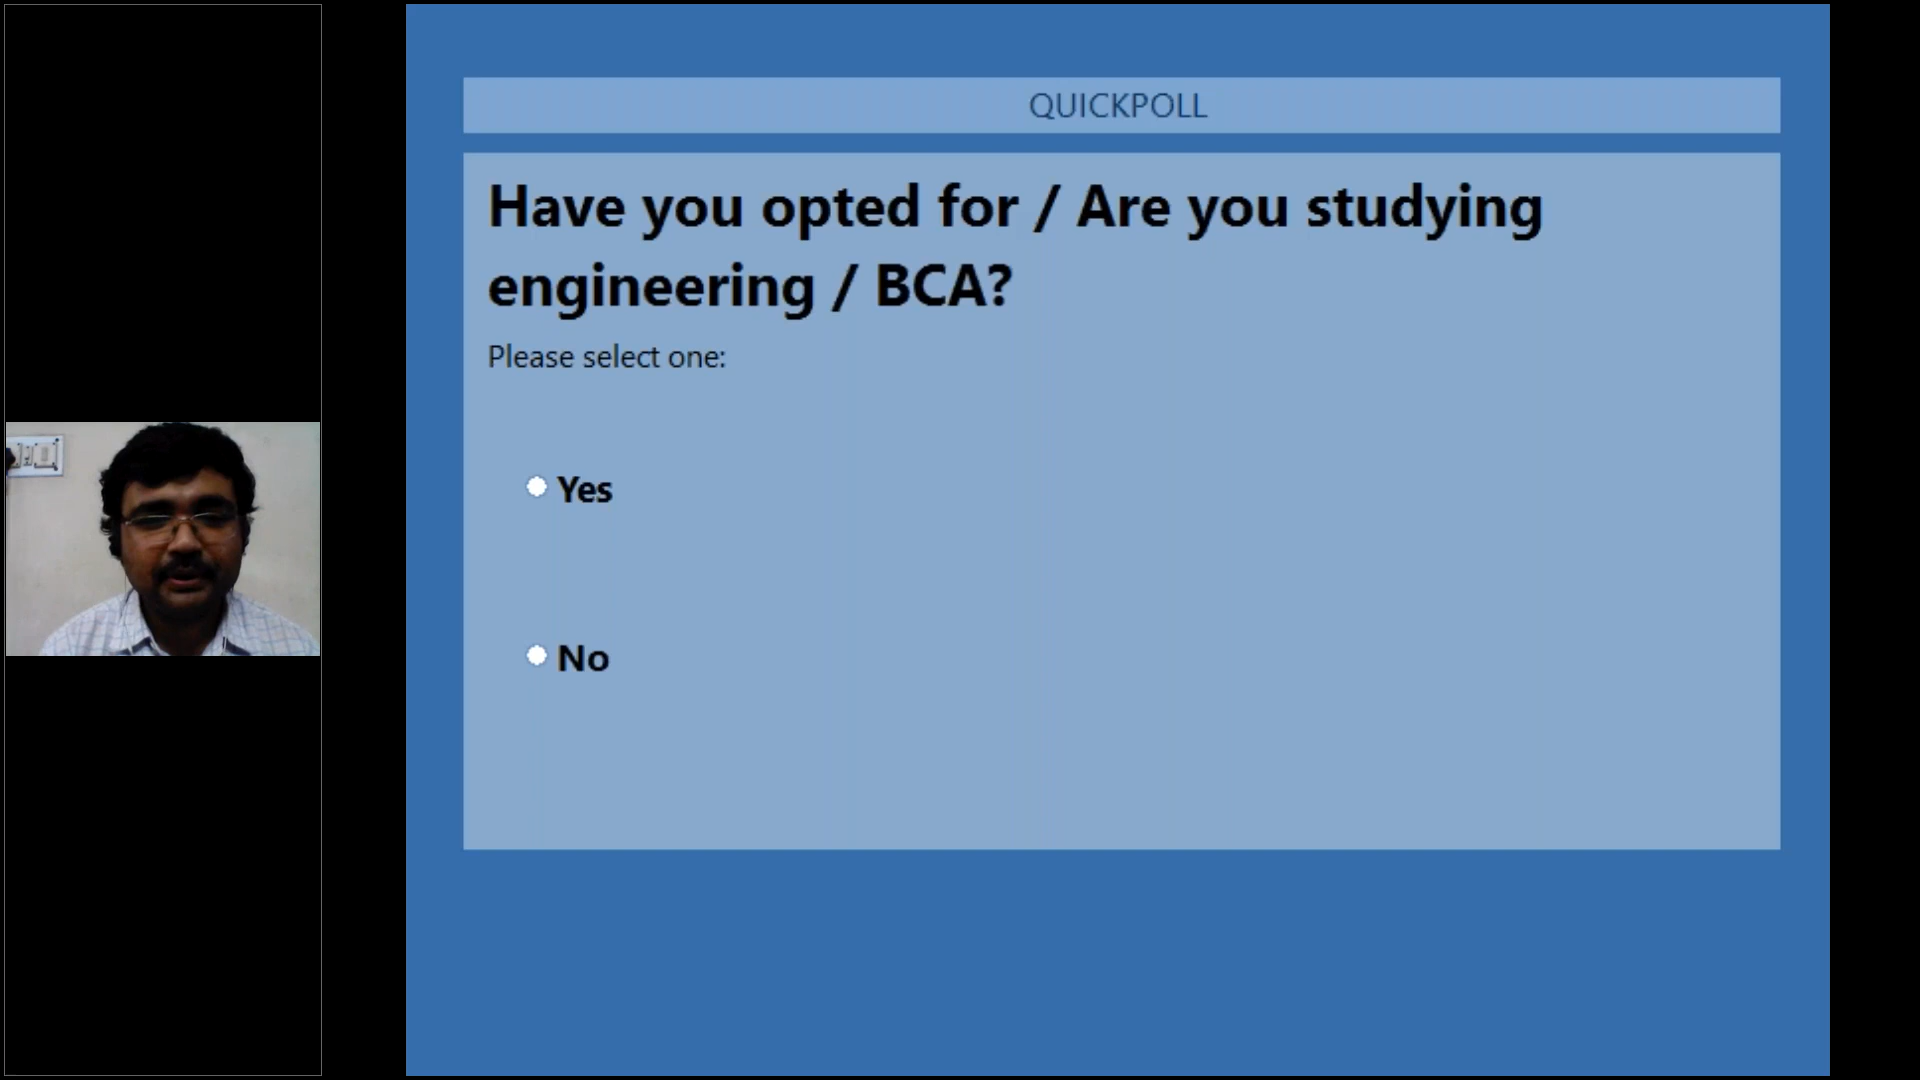 QUICKPOLL
Have you opted for / Are you studying
engineering / BCA?
Please select one:
Yes
No